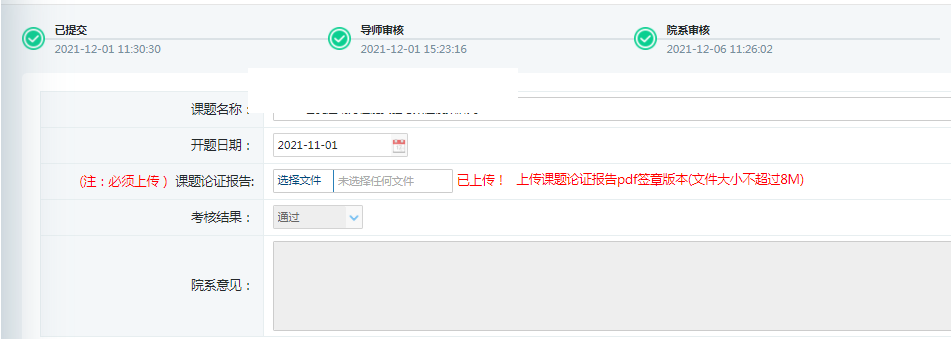 已提交 导师审核 院系审核
2021-12-01 11:30:30 2021-12-01 15:23:16 2021-12-06 11:26:02
课题名称：
开题日期： 2021-11-01
(注：必须上传 ) 课题论证报告: 选择文件 未选择任何文件 已上传！ 上传课题论证报告pdf签章版本(文件大小不超过8M)
考核结果： 通过
院系意见：